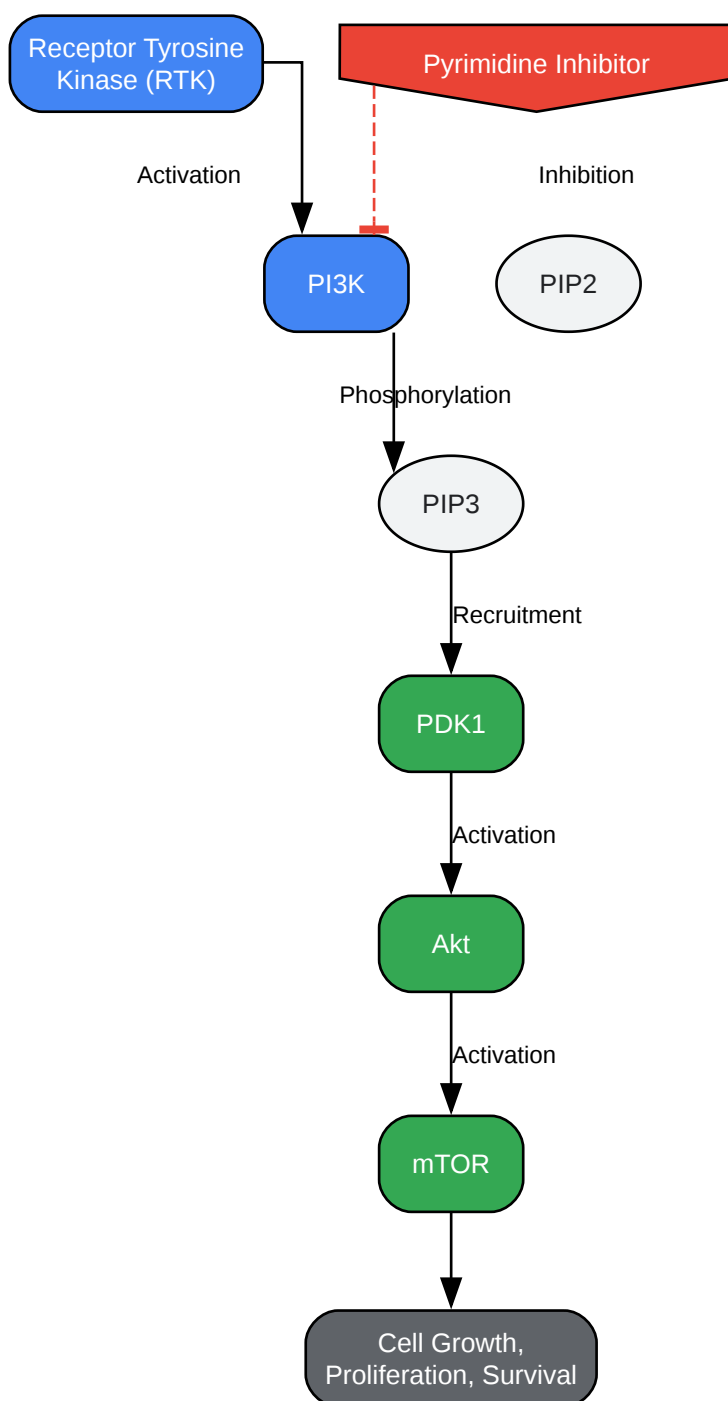 Receptor Tyrosine
Kinase (RTK)
Pyrimidine Inhibitor
Activation
Inhibition
PI3K
PIP2
Phosphorylation
PIP3
Recruitment
PDK1
Activation
Akt
Activation
mTOR
Cell Growth,
Proliferation, Survival